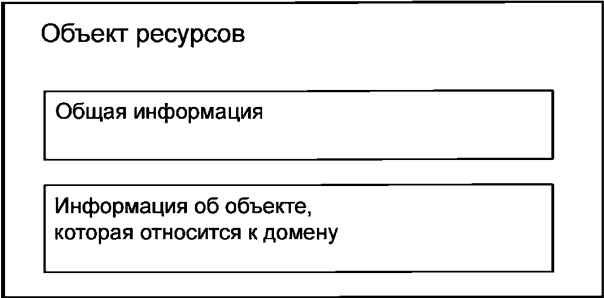 Объект ресурсов
Общая информация
Информация об объекте,
которая относится к домену